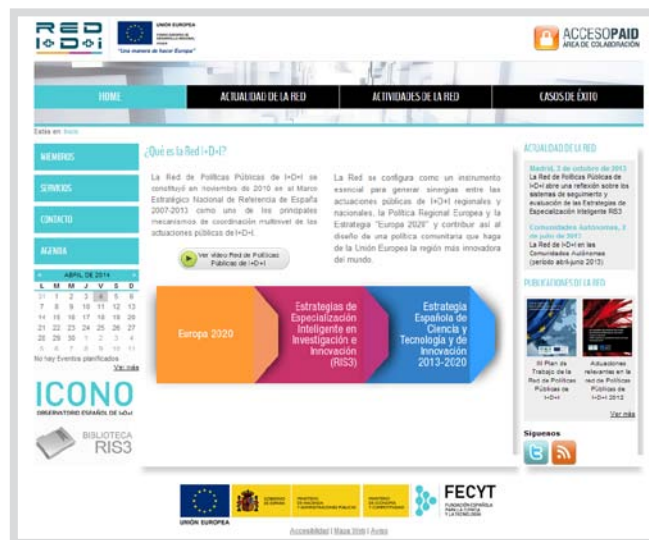 RED
I+D+i
UNIÓN EUROPEA
"Una manera de hacer Europa"
ACCESOPAID
ÁREA DE COLABORACIÓN
HOME
ACTUALIDAD DE LA RED
ACTIVIDADES DE LA RED
CASOS DE ÉXITO
Estás en: Inicio
MIEMBROS
SERVICIOS
CONTACTO
AGENDA
« ABRIL DE 2014 »
L M M J V S D
31 1 2 3 4 5 6
7 8 9 10 11 12 13
14 15 16 17 18 19 20
21 22 23 24 25 26 27
28 29 30 1 2 3 4
5 6 7 8 9 10 11
No hay Eventos planificados
Ver más
ICONO
OBSERVATORIO ESPAÑOL DE I+D+I
BIBLIOTECA
RIS3
¿Qué es la Red I+D+I?
La Red de Políticas Públicas de I+D+I se
constituyó en noviembre de 2010 en el Marco
Estratégico Nacional de Referencia de España
2007-2013 como uno de los principales
mecanismos de coordinación multinivel de las
actuaciones públicas de I+D+I.
Ver vídeo Red de Políticas
Públicas de I+D+I
La Red se configura como un instrumento
esencial para generar sinergias entre las
actuaciones públicas de I+D+I regionales y
nacionales, la Política Regional Europea y la
Estrategia "Europa 2020" y contribuir así al
diseño de una política comunitaria que haga
de la Unión Europea la región más innovadora
del mundo.
Europa 2020
Estrategias de
Especialización
Inteligente en
Investigación e
Innovación
(RIS3)
Estrategia
Española de
Ciencia y
Tecnología y de
Innovación
2013-2020
ACTUALIDAD DE LA RED
Madrid, 2 de octubre de 2013
La Red de Políticas Públicas de
I+D+I abre una reflexión sobre los
sistemas de seguimiento y
evaluación de las Estrategias de
Especialización Inteligente RIS3
Comunidades Autónomas, 2
de julio de 2013
La Red de I+D+I en las
Comunidades Autónomas
(período abril-junio 2013)
PUBLICACIONES DE LA RED
III Plan de
Trabajo de la
Red de Políticas
Públicas de
I+D+I
Actuaciones
relevantes en la
red de Políticas
Públicas de
I+D+I 2012
Ver más
Síguenos
UNIÓN EUROPEA
GOBIERNO
DE ESPAÑA
MINISTERIO
DE HACIENDA
Y ADMINISTRACIONES PÚBLICAS
MINISTERIO
DE ECONOMÍA
Y COMPETITIVIDAD
FECYT
FUNDACIÓN ESPAÑOLA
PARA LA CIENCIA
Y LA TECNOLOGÍA
Accesibilidad | Mapa Web | Aviso